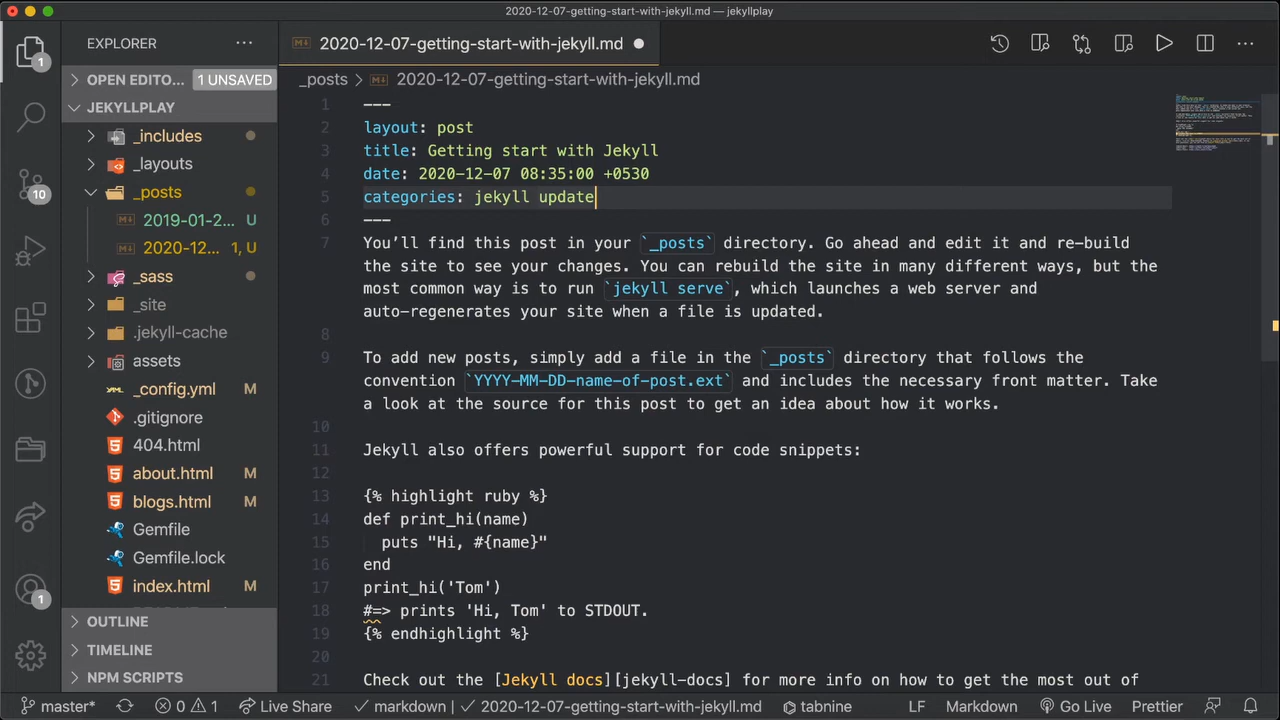 2020-12-07-getting-start-with-jekyll.md — jekyllplay
EXPLORER
2020-12-07-getting-start-with-jekyll.md
OPEN EDITO... 1 UNSAVED
_posts > 2020-12-07-getting-start-with-jekyll.md
JEKYLLPLAY
_includes
_layouts
_posts
2019-01-2... U
2020-12... 1, U
_sass
_site
.jekyll-cache
assets
_config.yml M
.gitignore
404.html
about.html M
blogs.html M
Gemfile
Gemfile.lock
index.html M
OUTLINE
TIMELINE
NPM SCRIPTS
1
10
1
1 ---
2 layout: post
3 title: Getting start with Jekyll
4 date: 2020-12-07 08:35:00 +0530
5 categories: jekyll update
6 ---
7 You’ll find this post in your `_posts` directory. Go ahead and edit it and re-build
the site to see your changes. You can rebuild the site in many different ways, but the
most common way is to run `jekyll serve`, which launches a web server and
auto-regenerates your site when a file is updated.
8
9 To add new posts, simply add a file in the `_posts` directory that follows the
convention `YYYY-MM-DD-name-of-post.ext` and includes the necessary front matter. Take
a look at the source for this post to get an idea about how it works.
10
11 Jekyll also offers powerful support for code snippets:
12
13 {% highlight ruby %}
14 def print_hi(name)
15 puts "Hi, #{name}"
16 end
17 print_hi('Tom')
18 #=> prints 'Hi, Tom' to STDOUT.
19 {% endhighlight %}
20
21 Check out the [Jekyll docs][jekyll-docs] for more info on how to get the most out of
master* 0 1 Live Share markdown | 2020-12-07-getting-start-with-jekyll.md tabnine LF Markdown Go Live Prettier